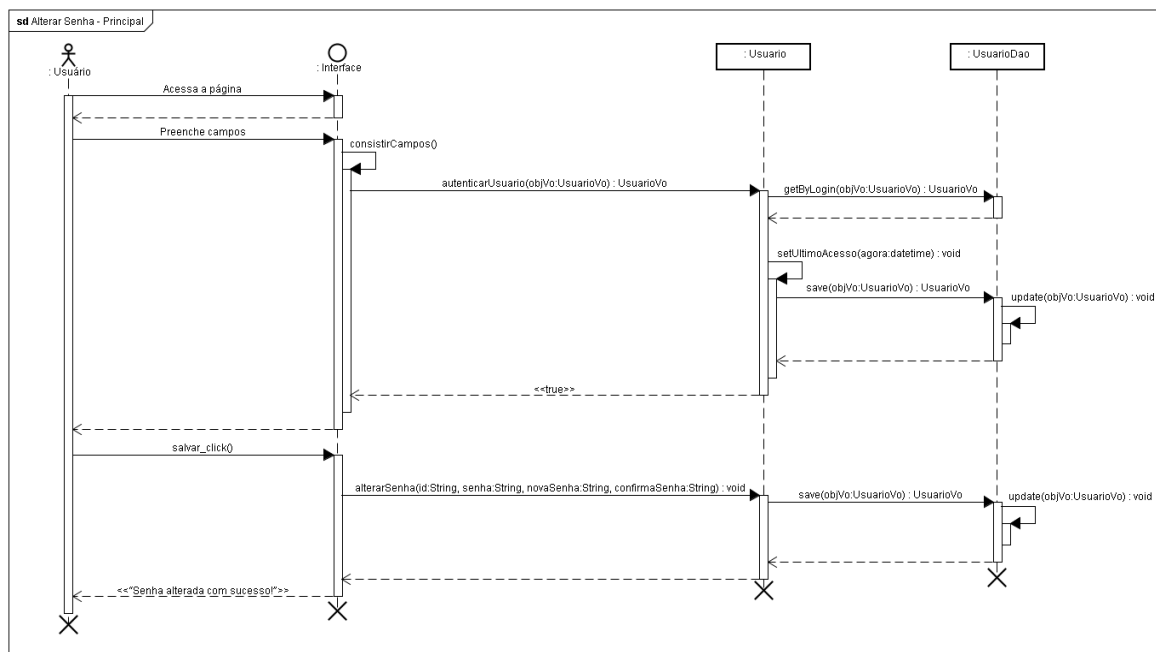 sd Alterar Senha - Principal
: Usuário
: Interface
: Usuario
: UsuarioDao
Acessa a página
Preenche campos
consistirCampos()
autenticarUsuario(objVo:UsuarioVo) : UsuarioVo
getByLogin(objVo:UsuarioVo) : UsuarioVo
setUltimoAcesso(agora:datetime) : void
save(objVo:UsuarioVo) : UsuarioVo
update(objVo:UsuarioVo) : void
<<true>>
salvar_click()
alterarSenha(id:String, senha:String, novaSenha:String, confirmaSenha:String) : void
save(objVo:UsuarioVo) : UsuarioVo
update(objVo:UsuarioVo) : void
<<"Senha alterada com sucesso!">>